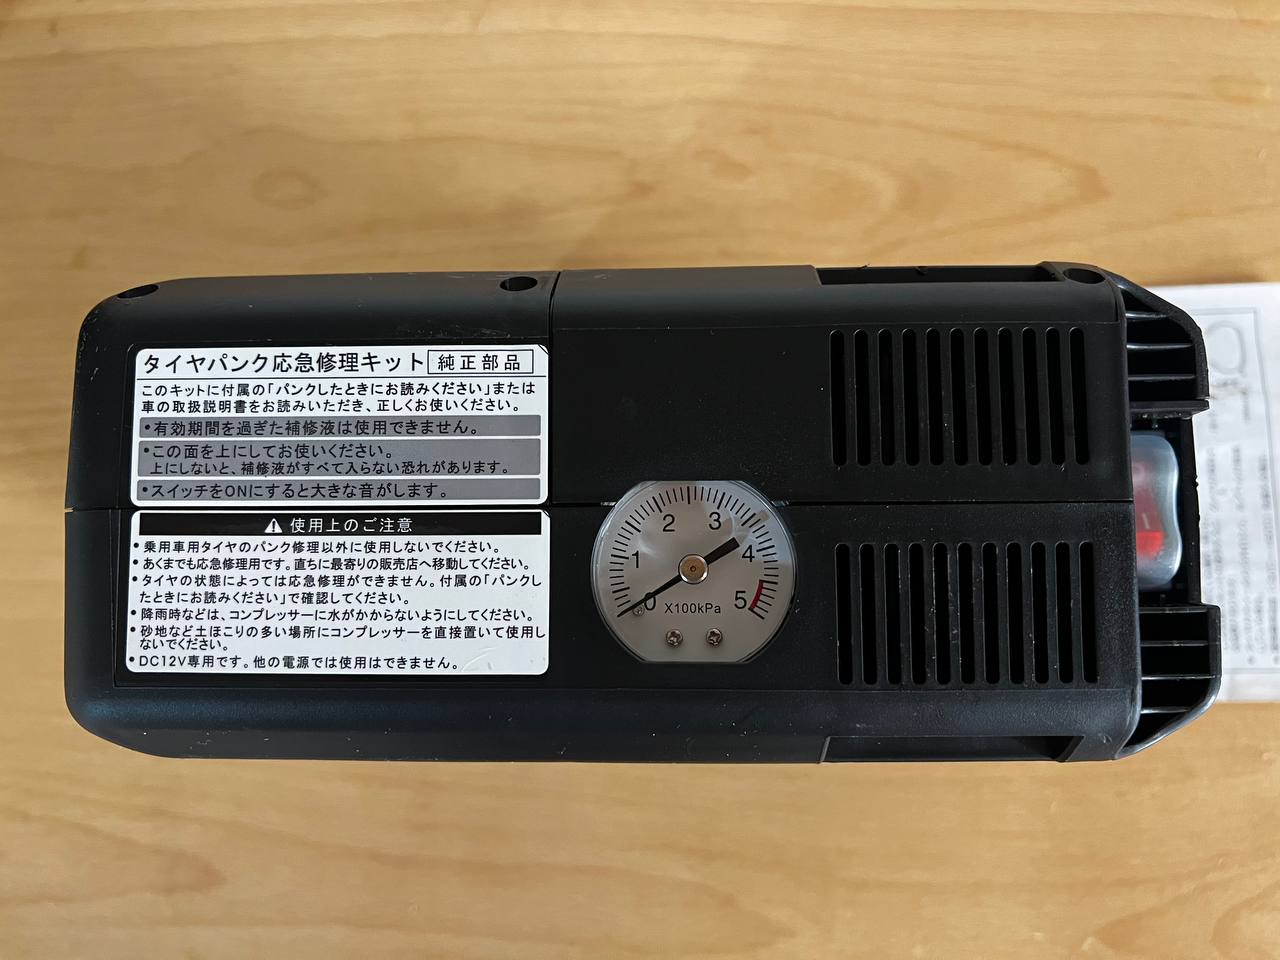 タイヤパンク応急修理キット 純正部品
このキットに付属の「パンクしたときにお読みください」または
車の取扱説明書をお読みいただき、正しくお使いください。
•有効期間を過ぎた補修液は使用できません。
•この面を上にしてお使いください。
上にしないと、補修液がすべて入らない恐れがあります。
•スイッチをONにすると大きな音がします。
⚠ 使用上のご注意
•乗用車用タイヤのパンク修理以外に使用しないでください。
•あくまでも応急修理用です。直ちに最寄りの販売店へ移動してください。
•タイヤの状態によっては応急修理ができません。付属の「パンクし
たときにお読みください」で確認してください。
•降雨時などは、コンプレッサーに水がかからないようにしてください。
•砂地など土ほこりの多い場所にコンプレッサーを直接置いて使用し
ないでください。
•DC12V専用です。他の電源では使用はできません。
0 1 2 3 4 5
X100kPa